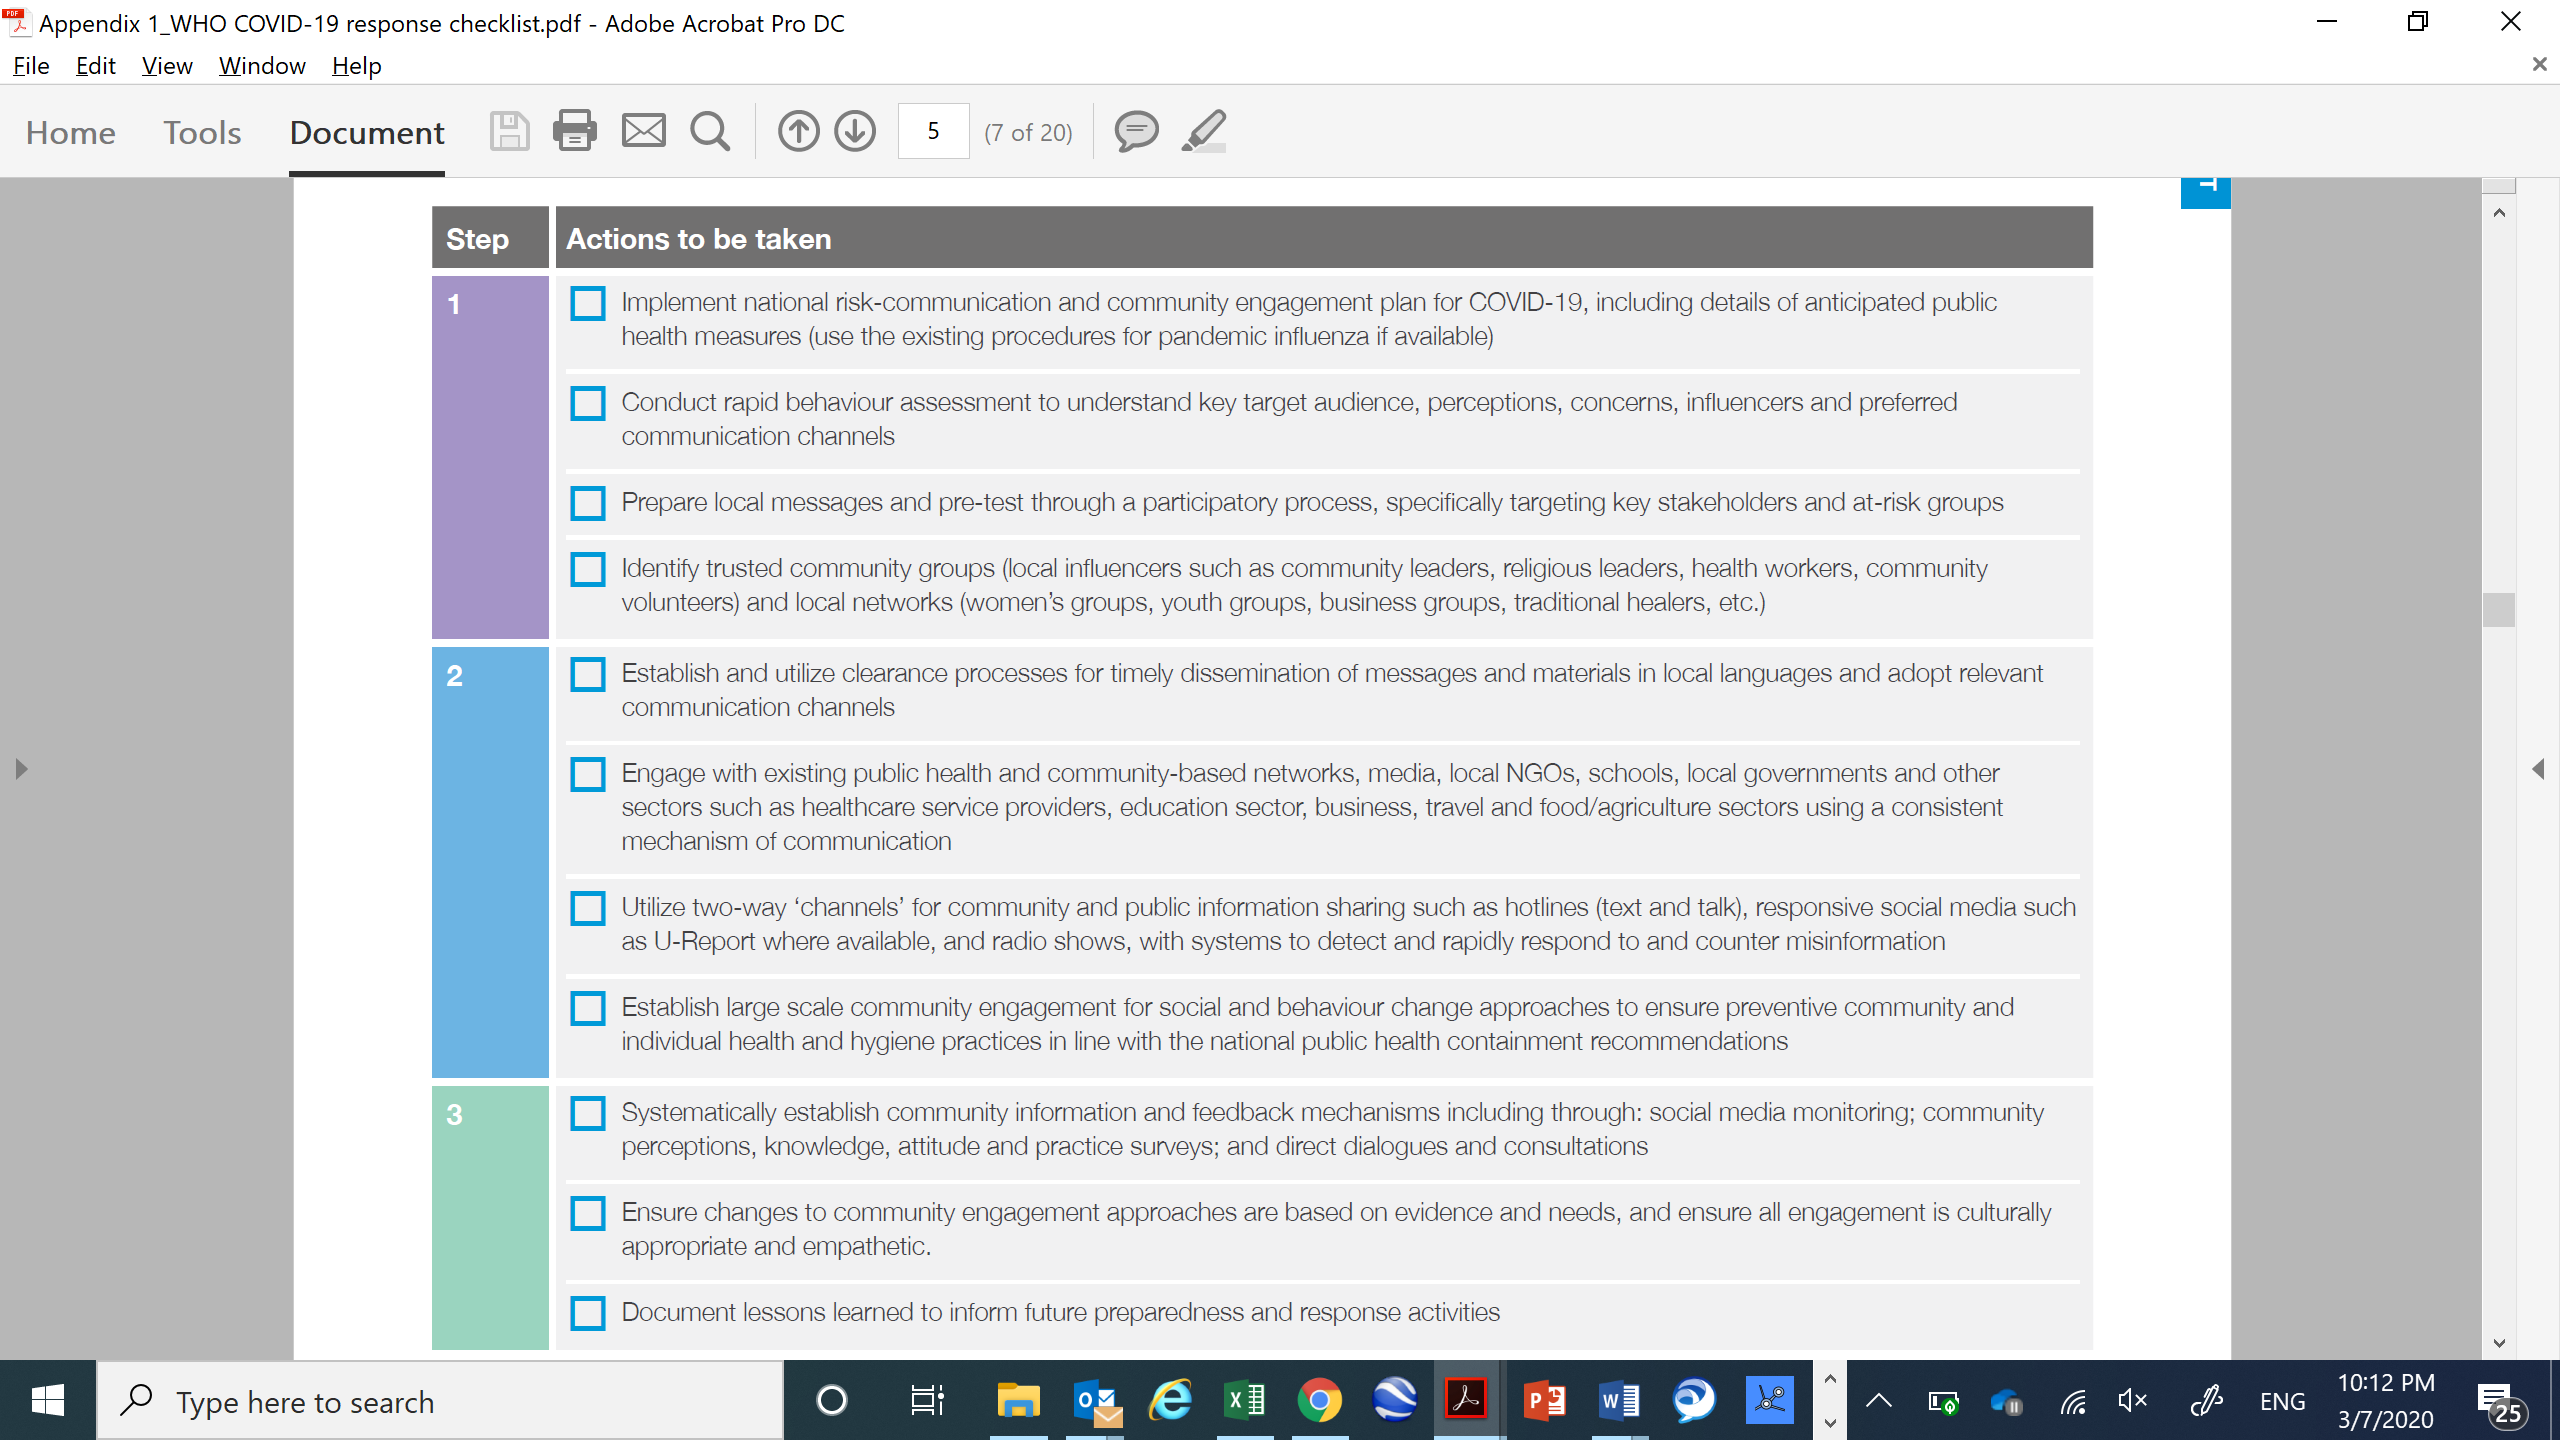 Appendix 1_WHO COVID-19 response checklist.pdf - Adobe Acrobat Pro DC
File Edit View Window Help
Home Tools Document 5 (7 of 20)
T
Step Actions to be taken
1
Implement national risk-communication and community engagement plan for COVID-19, including details of anticipated public
health measures (use the existing procedures for pandemic influenza if available)
Conduct rapid behaviour assessment to understand key target audience, perceptions, concerns, influencers and preferred
communication channels
Prepare local messages and pre-test through a participatory process, specifically targeting key stakeholders and at-risk groups
Identify trusted community groups (local influencers such as community leaders, religious leaders, health workers, community
volunteers) and local networks (women’s groups, youth groups, business groups, traditional healers, etc.)
2
Establish and utilize clearance processes for timely dissemination of messages and materials in local languages and adopt relevant
communication channels
Engage with existing public health and community-based networks, media, local NGOs, schools, local governments and other
sectors such as healthcare service providers, education sector, business, travel and food/agriculture sectors using a consistent
mechanism of communication
Utilize two-way ‘channels’ for community and public information sharing such as hotlines (text and talk), responsive social media such
as U-Report where available, and radio shows, with systems to detect and rapidly respond to and counter misinformation
Establish large scale community engagement for social and behaviour change approaches to ensure preventive community and
individual health and hygiene practices in line with the national public health containment recommendations
3
Systematically establish community information and feedback mechanisms including through: social media monitoring; community
perceptions, knowledge, attitude and practice surveys; and direct dialogues and consultations
Ensure changes to community engagement approaches are based on evidence and needs, and ensure all engagement is culturally
appropriate and empathetic.
Document lessons learned to inform future preparedness and response activities
Type here to search
ENG
10:12 PM
3/7/2020
25